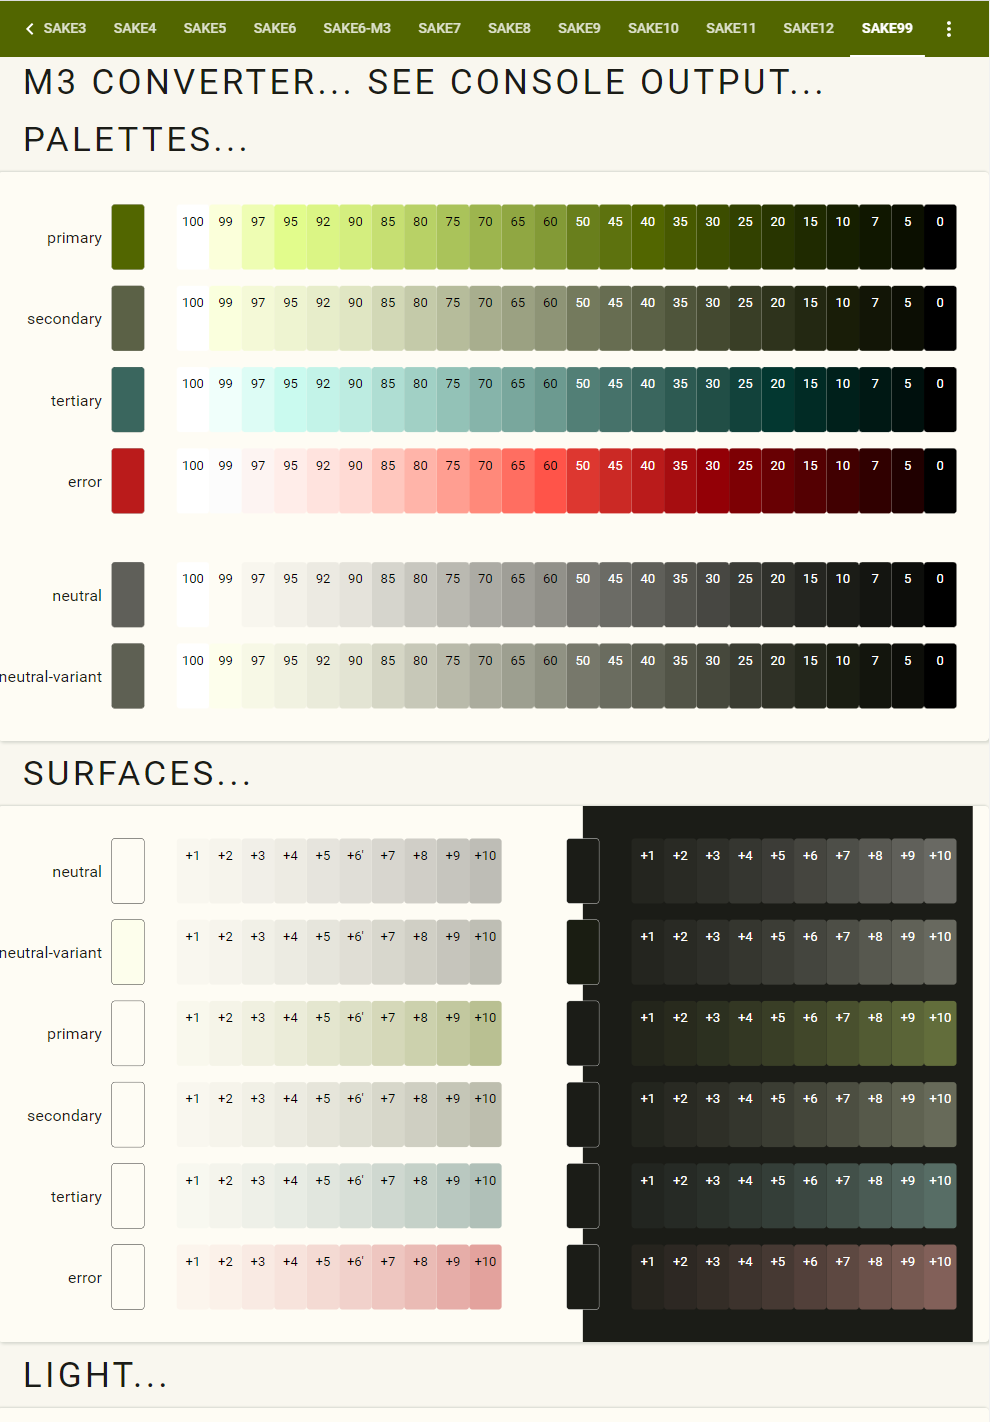 SAKE3 SAKE4 SAKE5 SAKE6 SAKE6-M3 SAKE7 SAKE8 SAKE9 SAKE10 SAKE11 SAKE12 SAKE99
M3 CONVERTER... SEE CONSOLE OUTPUT...
PALETTES...
primary 100 99 97 95 92 90 85 80 75 70 65 60 50 45 40 35 30 25 20 15 10 7 5 0
secondary 100 99 97 95 92 90 85 80 75 70 65 60 50 45 40 35 30 25 20 15 10 7 5 0
tertiary 100 99 97 95 92 90 85 80 75 70 65 60 50 45 40 35 30 25 20 15 10 7 5 0
error 100 99 97 95 92 90 85 80 75 70 65 60 50 45 40 35 30 25 20 15 10 7 5 0
neutral 100 99 97 95 92 90 85 80 75 70 65 60 50 45 40 35 30 25 20 15 10 7 5 0
neutral-variant 100 99 97 95 92 90 85 80 75 70 65 60 50 45 40 35 30 25 20 15 10 7 5 0
SURFACES...
neutral +1 +2 +3 +4 +5 +6' +7 +8 +9 +10 +1 +2 +3 +4 +5 +6 +7 +8 +9 +10
neutral-variant +1 +2 +3 +4 +5 +6' +7 +8 +9 +10 +1 +2 +3 +4 +5 +6 +7 +8 +9 +10
primary +1 +2 +3 +4 +5 +6' +7 +8 +9 +10 +1 +2 +3 +4 +5 +6 +7 +8 +9 +10
secondary +1 +2 +3 +4 +5 +6' +7 +8 +9 +10 +1 +2 +3 +4 +5 +6 +7 +8 +9 +10
tertiary +1 +2 +3 +4 +5 +6' +7 +8 +9 +10 +1 +2 +3 +4 +5 +6 +7 +8 +9 +10
error +1 +2 +3 +4 +5 +6' +7 +8 +9 +10 +1 +2 +3 +4 +5 +6 +7 +8 +9 +10
LIGHT...